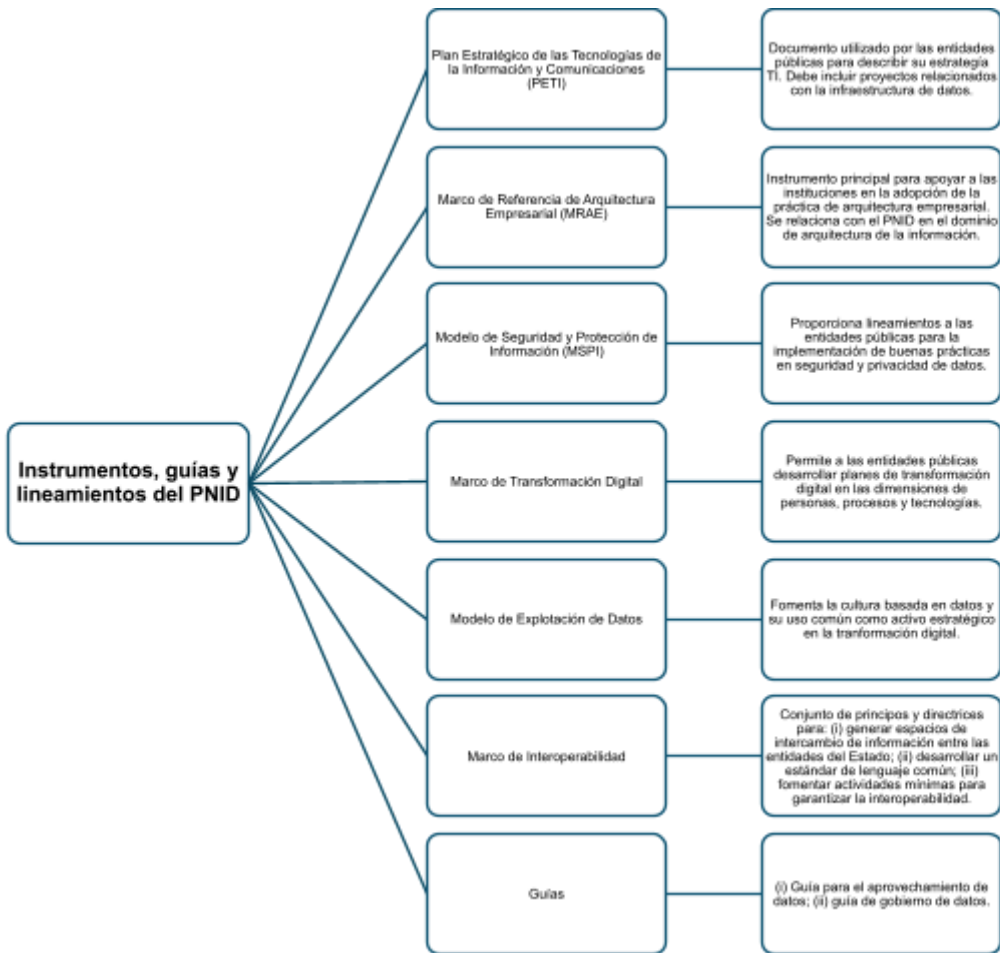 Plan Estratégico de las Tecnologías de
la Información y Comunicaciones
(PETI)
Documento utilizado por las entidades
públicas para describir su estrategia
TI. Debe incluir proyectos relacionados
con la infraestructura de datos.
Marco de Referencia de Arquitectura
Empresarial (MRAE)
Instrumento principal para apoyar a las
instituciones en la adopción de la
práctica de arquitectura empresarial.
Se relaciona con el PNID en el dominio
de arquitectura de la información.
Modelo de Seguridad y Protección de
Información (MSPI)
Proporciona lineamientos a las
entidades públicas para la
implementación de buenas prácticas
en seguridad y privacidad de datos.
Instrumentos, guías y
lineamientos del PNID
Marco de Transformación Digital
Permite a las entidades públicas
desarrollar planes de transformación
digital en las dimensiones de
personas, procesos y tecnologías.
Modelo de Explotación de Datos
Fomenta la cultura basada en datos y
su uso común como activo estratégico
en la tranformación digital.
Marco de Interoperabilidad
Conjunto de principos y directrices
para: (i) generar espacios de
intercambio de información entre las
entidades del Estado; (ii) desarrollar un
estándar de lenguaje común; (iii)
fomentar actividades mínimas para
garantizar la interoperabilidad.
Guías
(i) Guía para el aprovechamiento de
datos; (ii) guía de gobierno de datos.